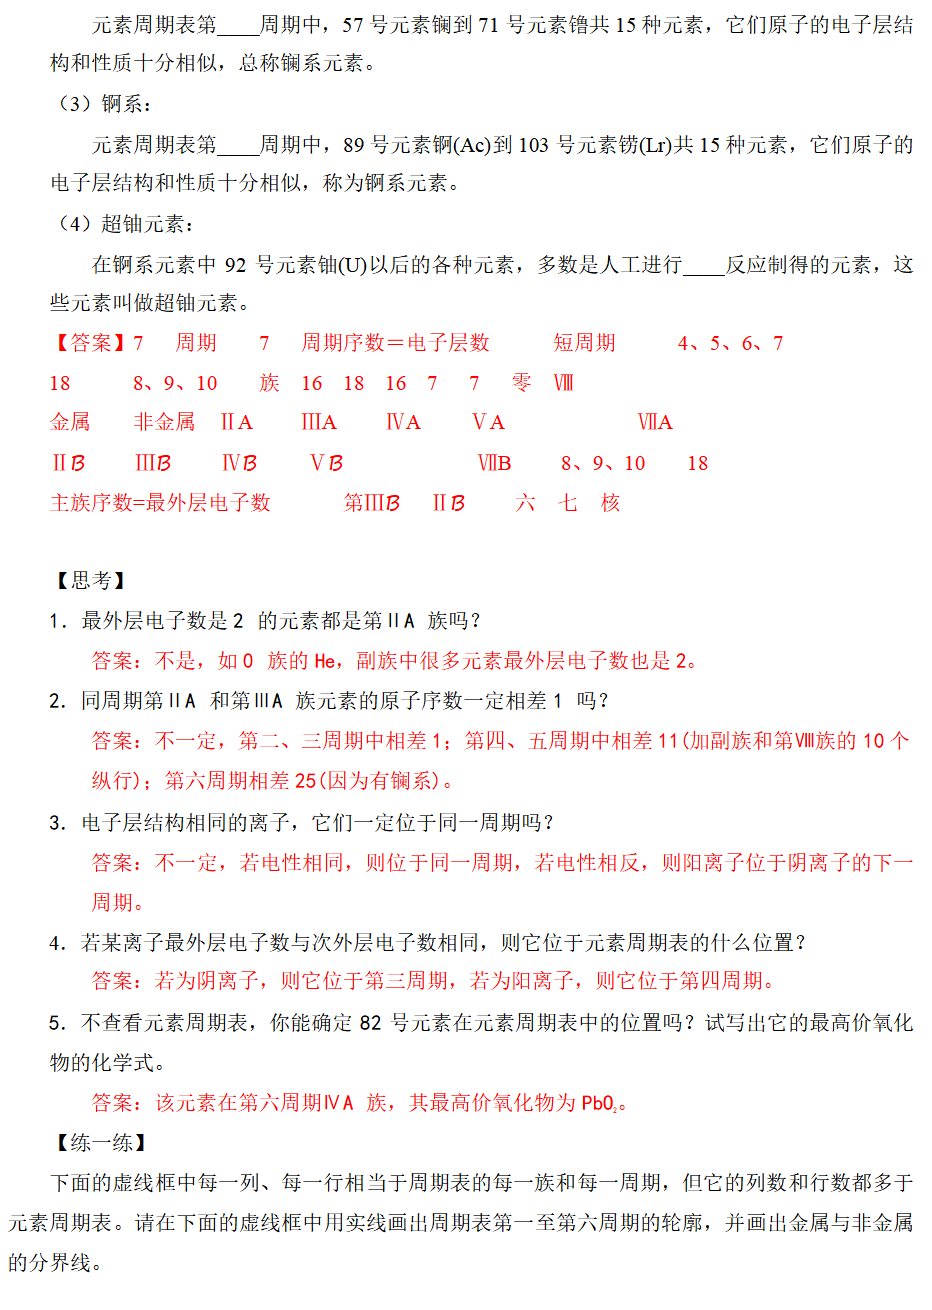 元素周期表第____周期中，57 号元素镧到 71 号元素镥共 15 种元素，它们原子的电子层结
构和性质十分相似，总称镧系元素。
（3）锕系：
元素周期表第____周期中，89 号元素锕(Ac)到 103 号元素铹(Lr)共 15 种元素，它们原子的
电子层结构和性质十分相似，称为锕系元素。
（4）超铀元素：
在锕系元素中 92 号元素铀(U)以后的各种元素，多数是人工进行____反应制得的元素，这
些元素叫做超铀元素。
【答案】7 周期 7 周期序数＝电子层数 短周期 4、5、6、7
18 8、9、10 族 16 18 16 7 7 零 Ⅷ
金属 非金属 ⅡA ⅢA ⅣA ⅤA ⅦA
ⅡB ⅢB ⅣB ⅤB ⅦB 8、9、10 18
主族序数=最外层电子数 第ⅢB ⅡB 六 七 核
【思考】
1．最外层电子数是 2 的元素都是第ⅡA 族吗？
答案：不是，如 0 族的 He，副族中很多元素最外层电子数也是 2。
2．同周期第ⅡA 和第ⅢA 族元素的原子序数一定相差 1 吗？
答案：不一定，第二、三周期中相差 1；第四、五周期中相差 11(加副族和第Ⅷ族的 10 个
纵行)；第六周期相差 25(因为有镧系)。
3．电子层结构相同的离子，它们一定位于同一周期吗？
答案：不一定，若电性相同，则位于同一周期，若电性相反，则阳离子位于阴离子的下一
周期。
4．若某离子最外层电子数与次外层电子数相同，则它位于元素周期表的什么位置？
答案：若为阴离子，则它位于第三周期，若为阳离子，则它位于第四周期。
5．不查看元素周期表，你能确定 82 号元素在元素周期表中的位置吗？试写出它的最高价氧化
物的化学式。
答案：该元素在第六周期ⅣA 族，其最高价氧化物为 PbO₂。
【练一练】
下面的虚线框中每一列、每一行相当于周期表的每一族和每一周期，但它的列数和行数都多于
元素周期表。请在下面的虚线框中用实线画出周期表第一至第六周期的轮廓，并画出金属与非金属
的分界线。